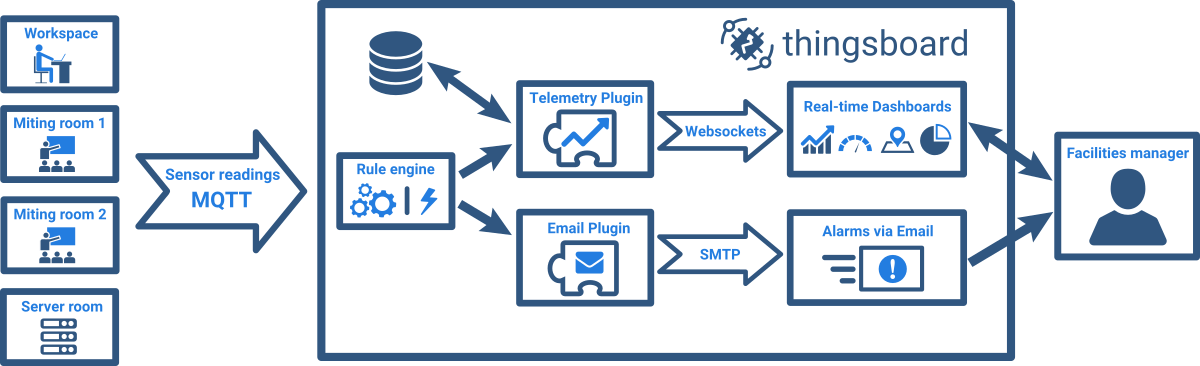 Workspace
Miting room 1
Miting room 2
Server room
Sensor readings
MQTT
thingsboard
Rule engine
Telemetry Plugin
Email Plugin
Websockets
SMTP
Real-time Dashboards
Alarms via Email
Facilities manager